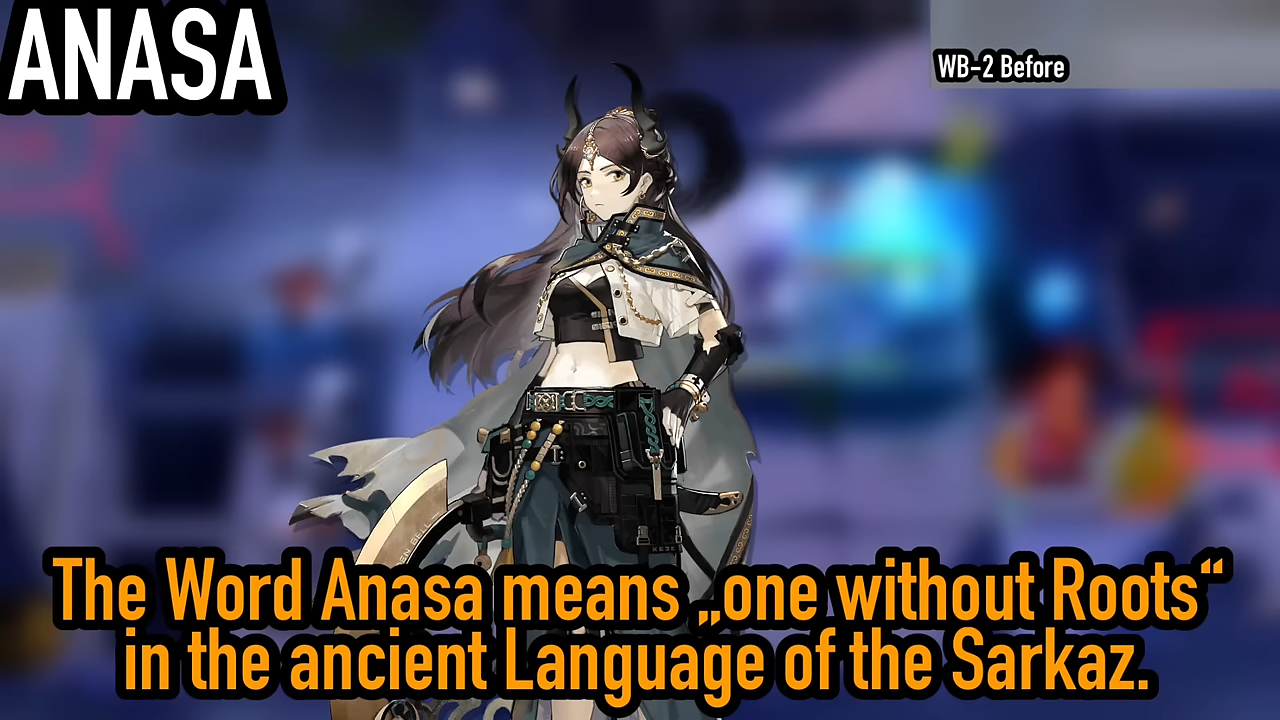 ANASA
WB-2 Before
The Word Anasa means „one without Roots“
in the ancient Language of the Sarkaz.